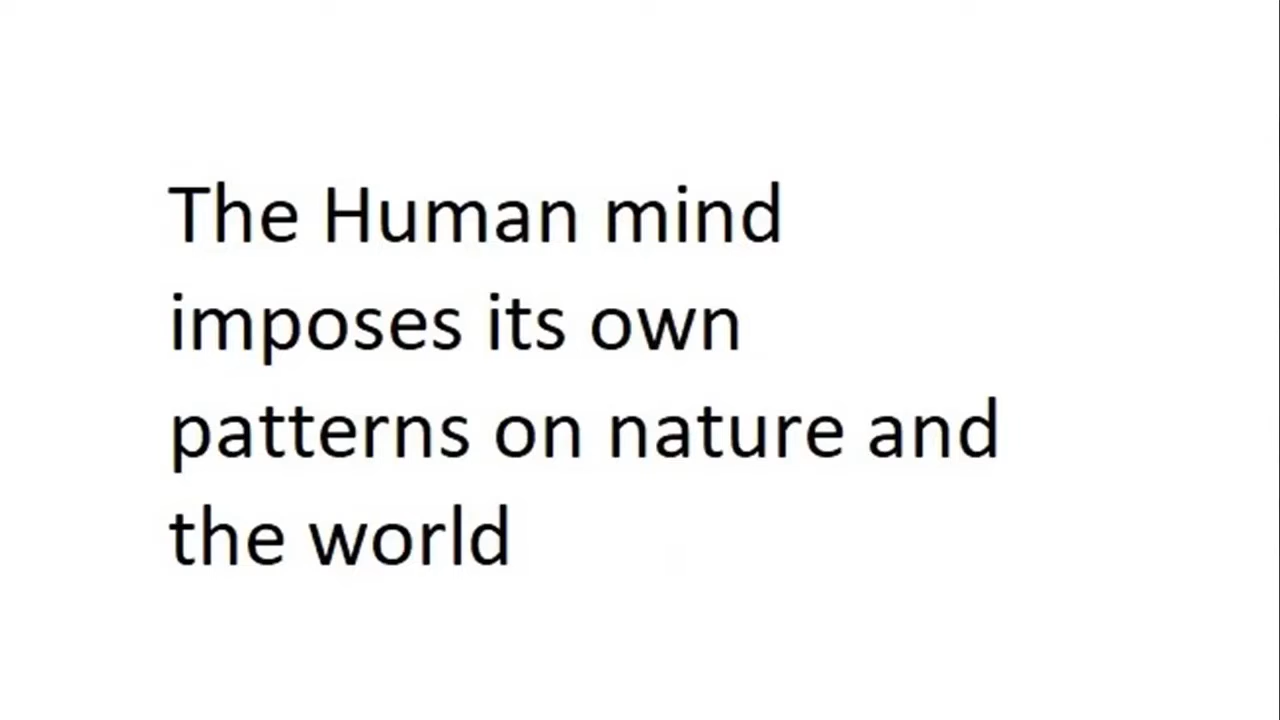 The Human mind
imposes its own
patterns on nature and
the world